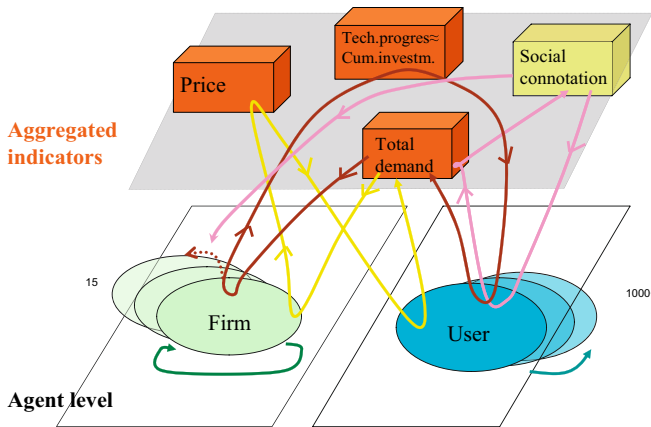 Tech.progres≈
Cum.investm.
Social
connotation
Price
Aggregated
indicators
Total
demand
15
1000
Firm
User
Agent level